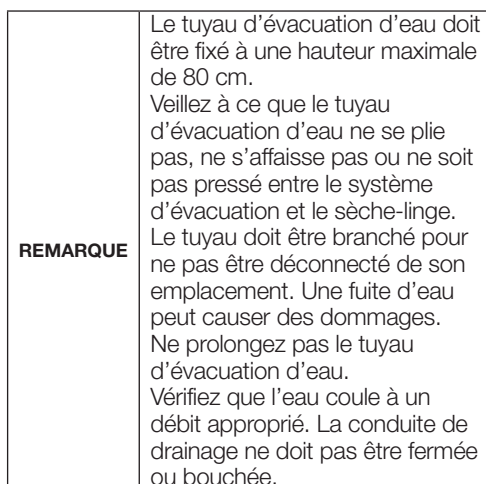 REMARQUE
Le tuyau d’évacuation d’eau doit
être fixé à une hauteur maximale
de 80 cm.
Veillez à ce que le tuyau
d’évacuation d’eau ne se plie
pas, ne s’affaisse pas ou ne soit
pas pressé entre le système
d’évacuation et le sèche-linge.
Le tuyau doit être branché pour
ne pas être déconnecté de son
emplacement. Une fuite d’eau
peut causer des dommages.
Ne prolongez pas le tuyau
d’évacuation d’eau.
Vérifiez que l’eau coule à un
débit approprié. La conduite de
drainage ne doit pas être fermée
ou bouchée.